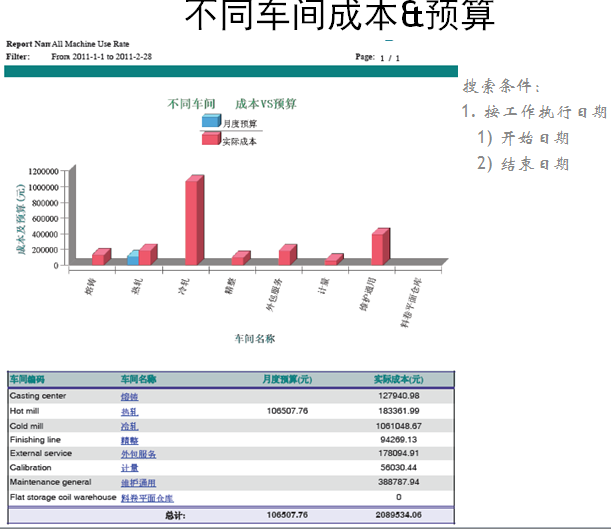 不同车间成本&预算
Report Nam All Machine Use Rate
Filter: From 2011-1-1 to 2011-2-28
Page: 1 / 1
搜索条件：
1. 按工作执行日期
1) 开始日期
2) 结束日期
不同车间 成本VS预算
月度预算
实际成本
成本及预算(元)
1200000
1000000
800000
600000
400000
200000
0
熔铸
热轧
冷轧
精整
外包服务
计量
维护通用
料卷平面仓库
车间名称
车间编码 车间名称 月度预算(元) 实际成本(元)
Casting center 熔铸 127940.98
Hot mill 热轧 106507.76 183361.99
Cold mill 冷轧 1061048.67
Finishing line 精整 94269.13
External service 外包服务 178094.91
Calibration 计量 56030.44
Maintenance general 维护通用 388787.94
Flat storage coil warehouse 料卷平面仓库 0
总计: 106507.76 2089534.06